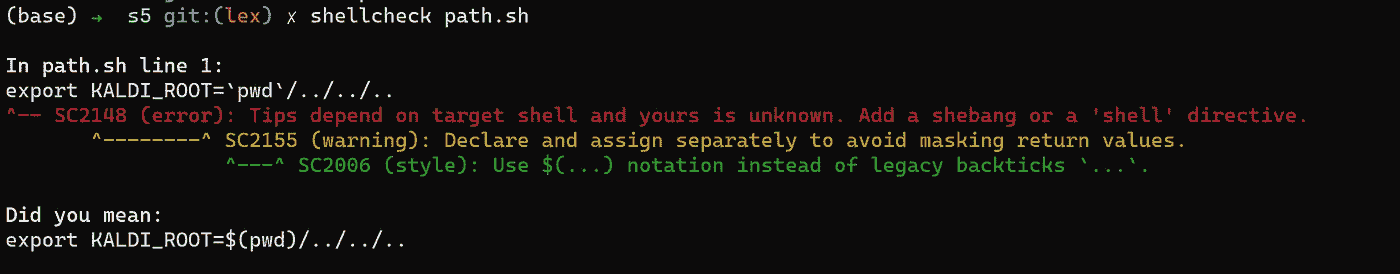 (base) → s5 git:(lex) ✗ shellcheck path.sh
In path.sh line 1:
export KALDI_ROOT=`pwd`/../../..
^-- SC2148 (error): Tips depend on target shell and yours is unknown. Add a shebang or a 'shell' directive.
^--------^ SC2155 (warning): Declare and assign separately to avoid masking return values.
^---^ SC2006 (style): Use $(...) notation instead of legacy backticks `...`.
Did you mean:
export KALDI_ROOT=$(pwd)/../../..